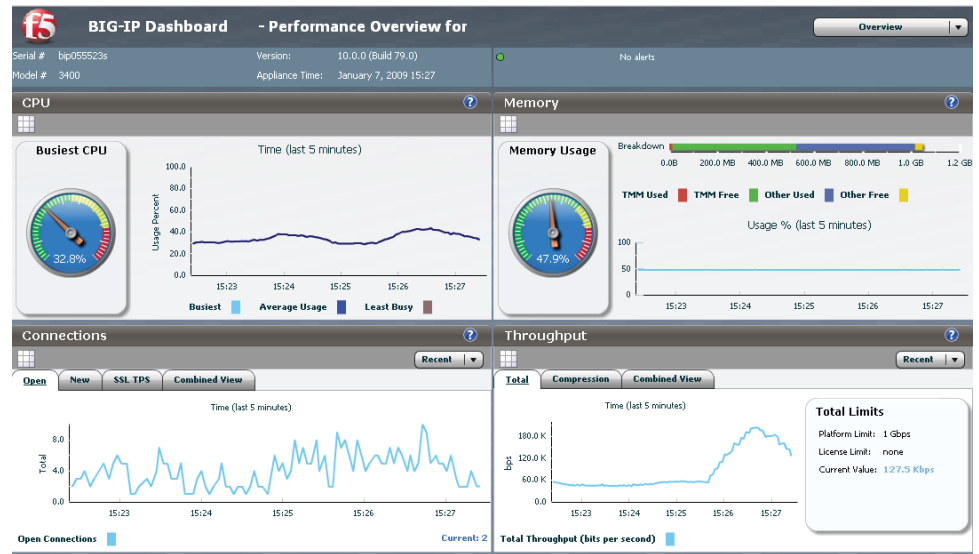 f5
BIG-IP Dashboard - Performance Overview for
Overview
Serial # bip055523s
Version: 10.0.0 (Build 79.0)
No alerts
Model # 3400
Appliance Time: January 7, 2009 15:27
CPU ?
Busiest CPU
32.8%
Time (last 5 minutes)
Usage Percent
100.0
80.0
60.0
40.0
20.0
0.0
15:23 15:24 15:25 15:26 15:27
Busiest Average Usage Least Busy
Memory ?
Memory Usage
47.9%
Breakdown
0.0B 200.0 MB 400.0 MB 600.0 MB 800.0 MB 1.0 GB 1.2 GB
TMM Used TMM Free Other Used Other Free
Usage % (last 5 minutes)
100
50
0
15:23 15:24 15:25 15:26 15:27
Connections ?
Recent
Open New SSL TPS Combined View
Time (last 5 minutes)
Total
8.0
4.0
0.0
15:23 15:24 15:25 15:26 15:27
Open Connections
Current: 2
Throughput ?
Recent
Total Compression Combined View
Time (last 5 minutes)
bps
180.0 K
120.0 K
60.0 K
0.0
15:23 15:24 15:25 15:26 15:27
Total Throughput (bits per second)
Total Limits
Platform Limit: 1 Gbps
License Limit: none
Current Value: 127.5 Kbps